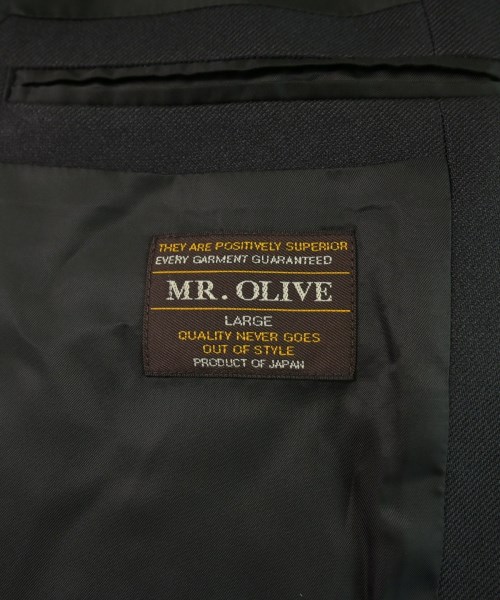 THEY ARE POSITIVELY SUPERIOR
EVERY GARMENT GUARANTEED
MR. OLIVE
LARGE
QUALITY NEVER GOES
OUT OF STYLE
PRODUCT OF JAPAN